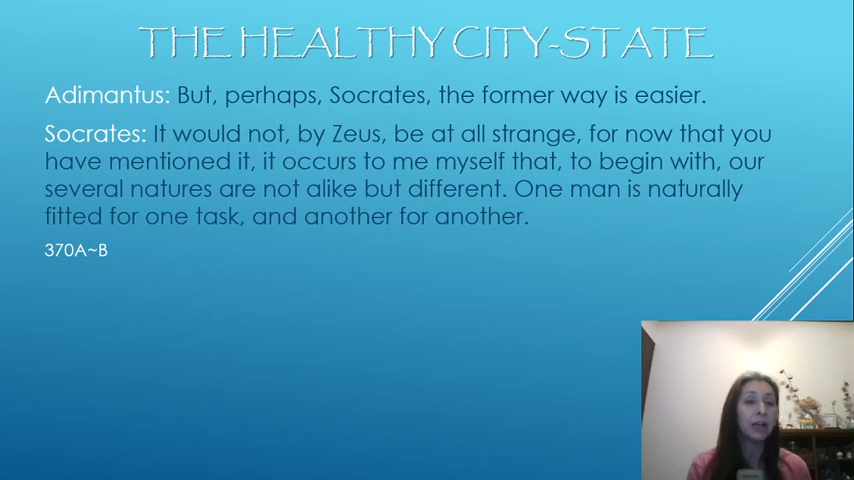 THE HEALTHY CITY-STATE
Adimantus: But, perhaps, Socrates, the former way is easier.
Socrates: It would not, by Zeus, be at all strange, for now that you
have mentioned it, it occurs to me myself that, to begin with, our
several natures are not alike but different. One man is naturally
fitted for one task, and another for another.
370A~B